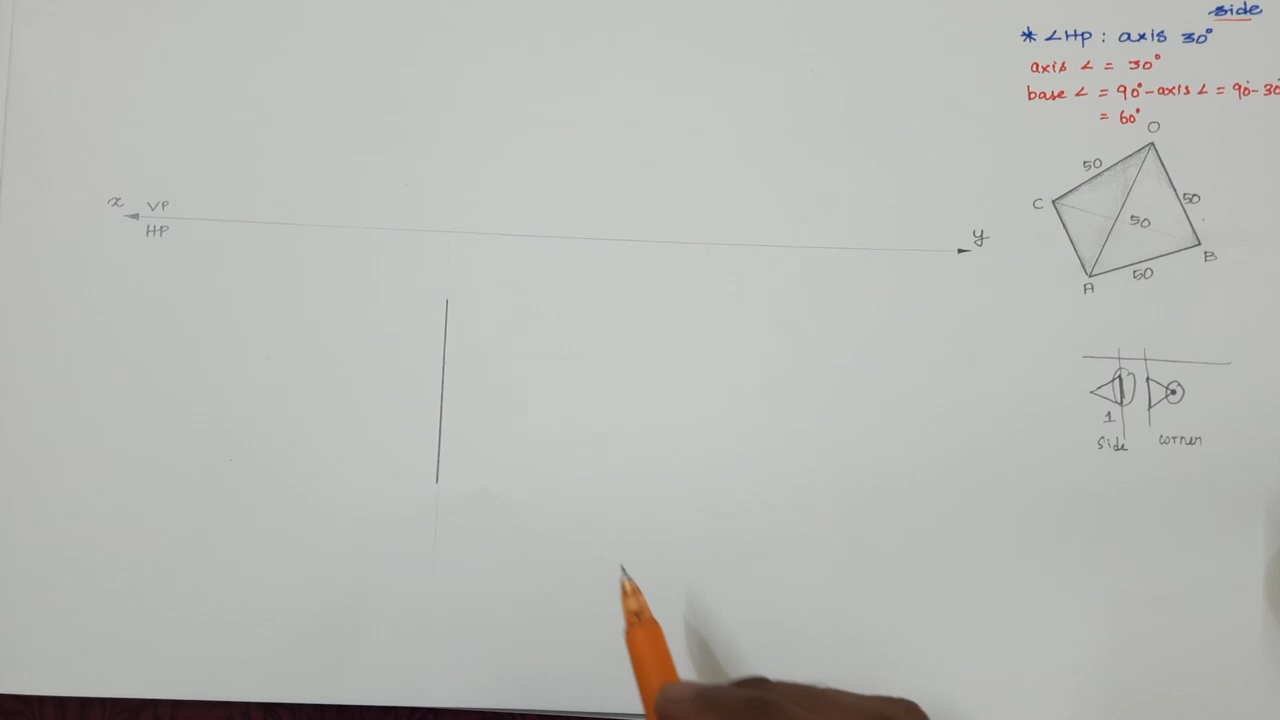 side
* ∠Hp : axis 30°
axis ∠ = 30°
base ∠ = 90° - axis ∠ = 90° - 30°
= 60°
O
50
C
50
50
B
50
A
x VP
HP
y
1
side corner